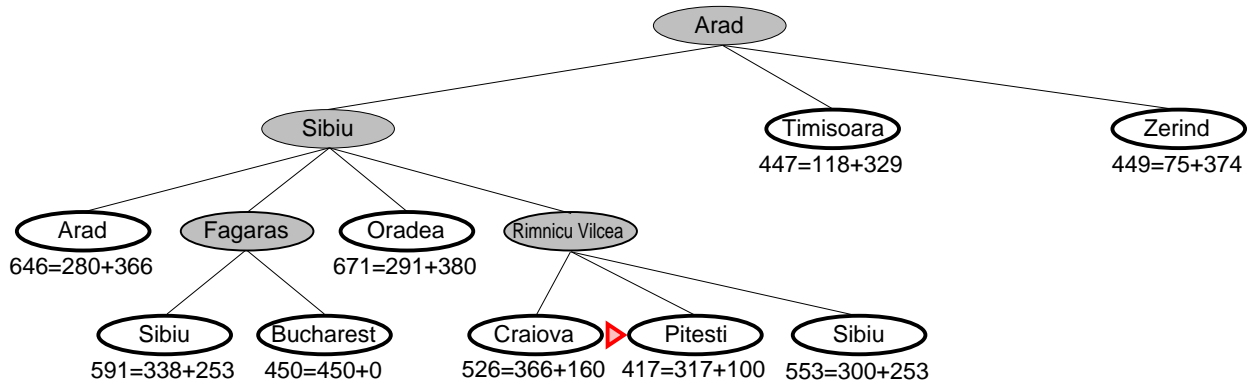 Arad
Sibiu Timisoara Zerind
447=118+329 449=75+374
Arad Fagaras Oradea Rimnicu Vilcea
646=280+366 671=291+380
Sibiu Bucharest Craiova Pitesti Sibiu
591=338+253 450=450+0 526=366+160 417=317+100 553=300+253